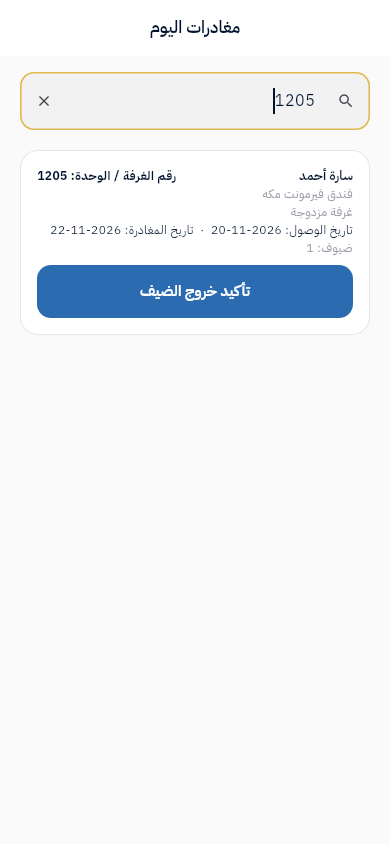 مغادرات اليوم
1205
سارة أحمد
رقم الغرفة / الوحدة: 1205
فندق فيرمونت مكه
غرفة مزدوجة
تاريخ الوصول: 2026-11-20 · تاريخ المغادرة: 2026-11-22
ضيوف: 1
تأكيد خروج الضيف